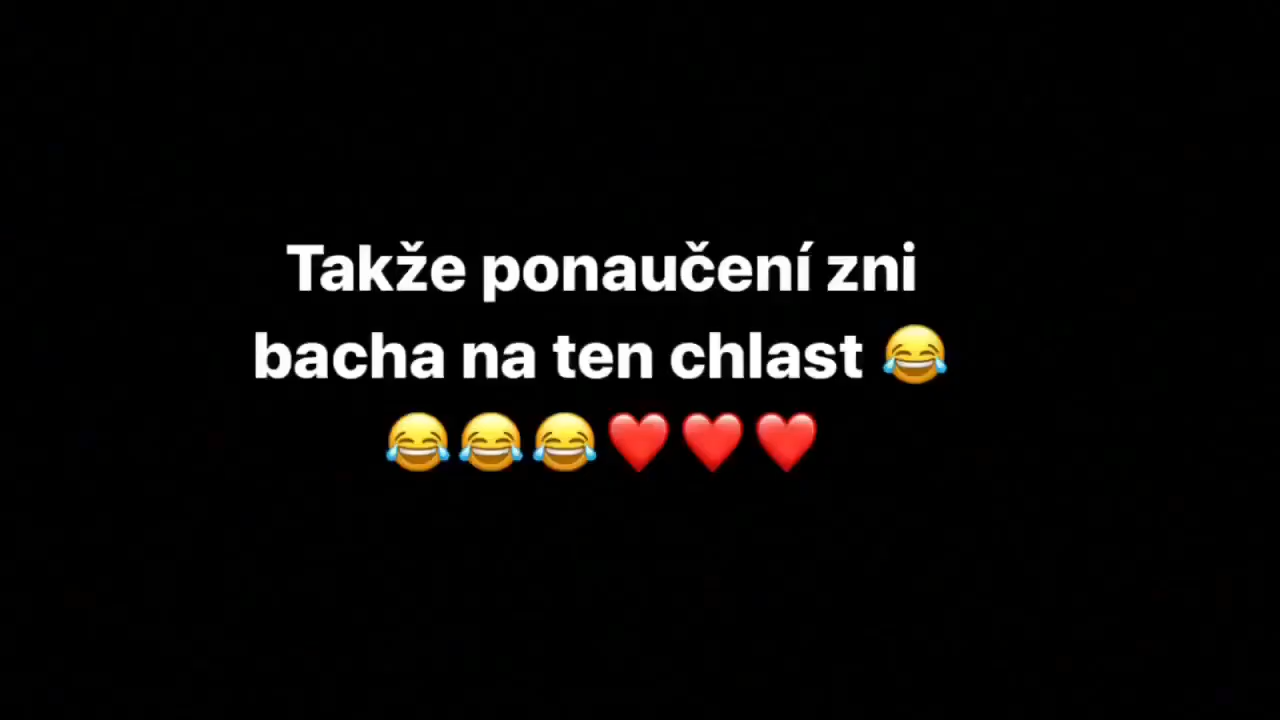 Takže ponaučení zni
bacha na ten chlast 😂
😂😂😂❤️❤️❤️